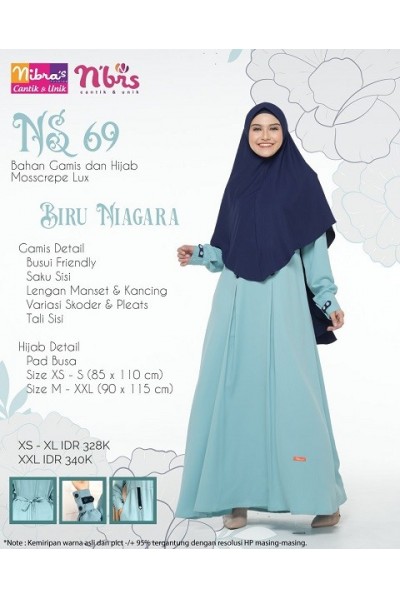 Nibra's
Cantik & Unik
N'brs
cantik & unik
NS 69
Bahan Gamis dan Hijab
Mosscrepe Lux
Biru Niagara
Gamis Detail
Busui Friendly
Saku Sisi
Lengan Manset & Kancing
Variasi Skoder & Pleats
Tali Sisi
Hijab Detail
Pad Busa
Size XS - S (85 x 110 cm)
Size M - XXL (90 x 115 cm)
XS - XL IDR 328K
XXL IDR 340K
*Note : Kemiripan warna asli dan pict -/+ 95% tergantung dengan resolusi HP masing-masing.